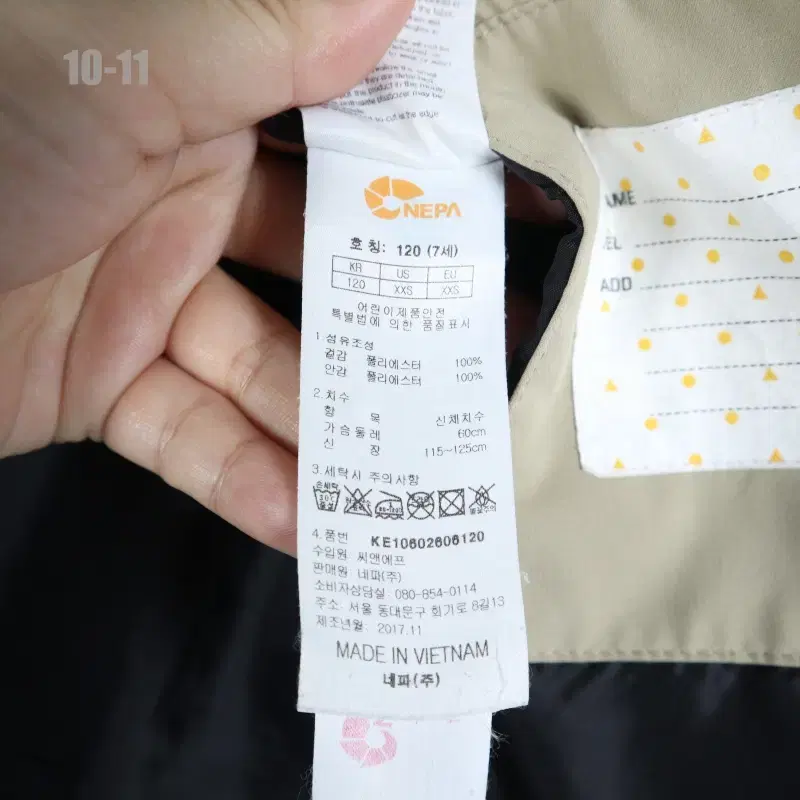 10-11
NEPA
호 칭: 120 (7세)
KR US EU
120 XXS XXS
어린이제품안전
특별법에 의한 품질표시
1 섬유조성
겉감 폴리에스터 100%
안감 폴리에스터 100%
2.치수
항 목 신체치수
가슴둘레 60cm
신 장 115~125cm
3.세탁시 주의사항
손세탁
30℃
중성
4.품번 KE10602606120
수입원: 씨앤에프
판매원: 네파(주)
소비자상담실: 080-854-0114
주소: 서울 동대문구 회기로 8길13
제조년월: 2017.11
MADE IN VIETNAM
네파(주)
AME
EL
ADD